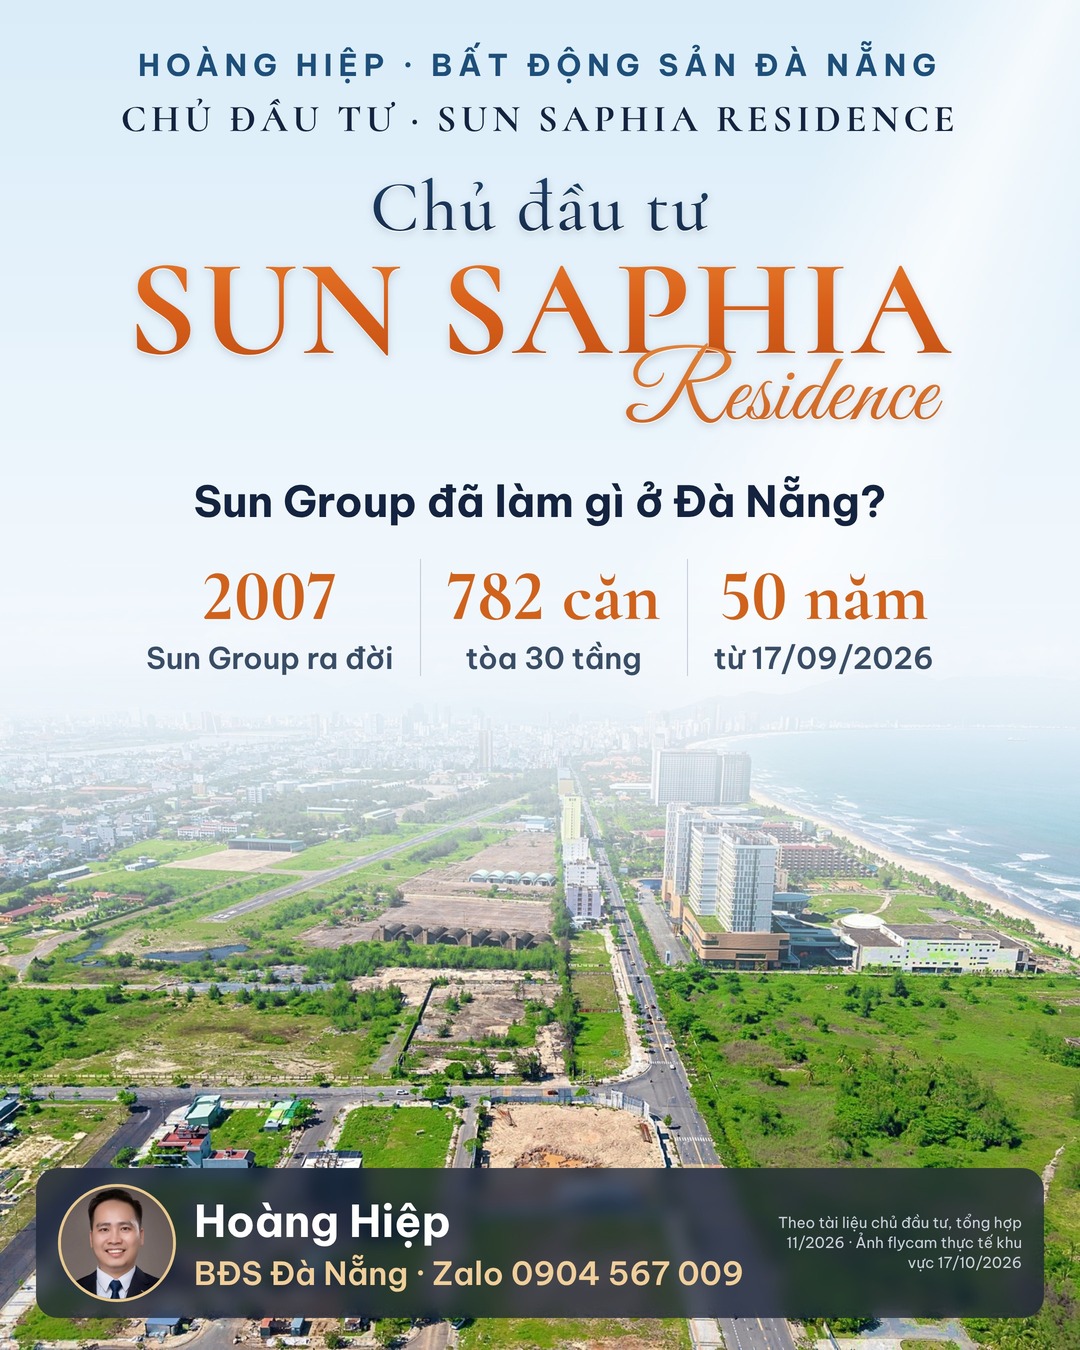 HOÀNG HIỆP · BẤT ĐỘNG SẢN ĐÀ NẴNG
CHỦ ĐẦU TƯ · SUN SAPHIA RESIDENCE
Chủ đầu tư
SUN SAPHIA
Residence
Sun Group đã làm gì ở Đà Nẵng?
2007
Sun Group ra đời
782 căn
tòa 30 tầng
50 năm
từ 17/09/2026
Hoàng Hiệp
BĐS Đà Nẵng · Zalo 0904 567 009
Theo tài liệu chủ đầu tư, tổng hợp
11/2026 · Ảnh flycam thực tế khu
vực 17/10/2026